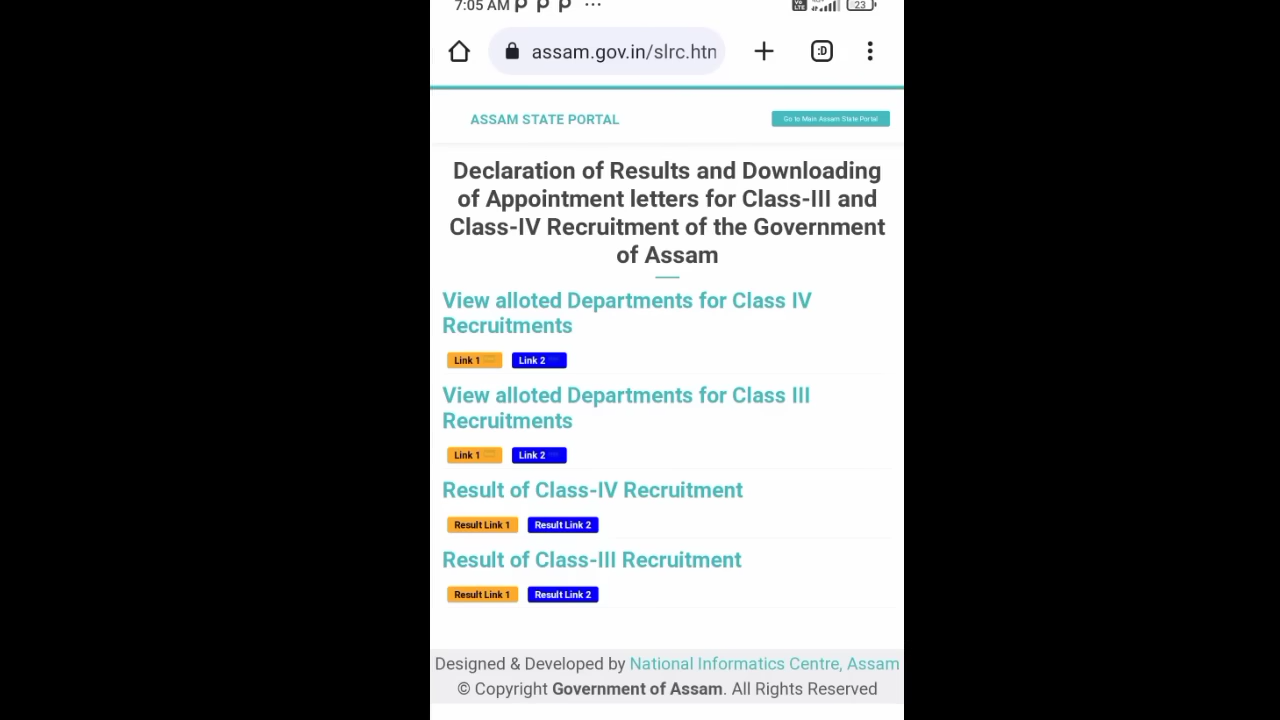 7:05 AM P P P ...
Vo LTE 23
assam.gov.in/slrc.htn
:D
ASSAM STATE PORTAL
Go to Main Assam State Portal
Declaration of Results and Downloading
of Appointment letters for Class-III and
Class-IV Recruitment of the Government
of Assam
View alloted Departments for Class IV
Recruitments
Link 1 Link 2
View alloted Departments for Class III
Recruitments
Link 1 Link 2
Result of Class-IV Recruitment
Result Link 1 Result Link 2
Result of Class-III Recruitment
Result Link 1 Result Link 2
Designed & Developed by National Informatics Centre, Assam
© Copyright Government of Assam. All Rights Reserved